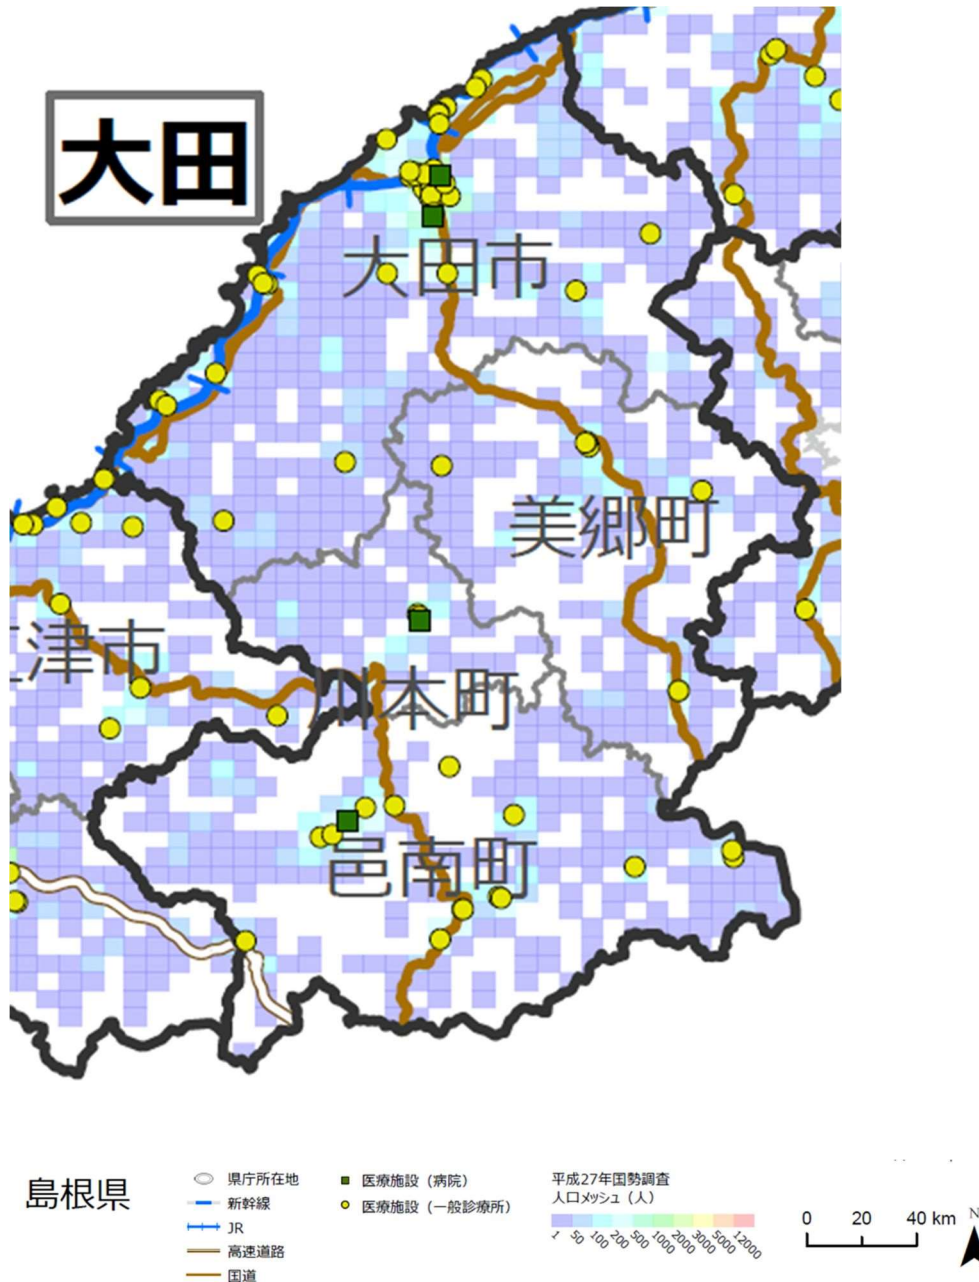 大田
大田市
美郷町
津市
川本町
邑南町
島根県
県庁所在地
新幹線
JR
高速道路
国道
医療施設（病院）
医療施設（一般診療所）
平成27年国勢調査
人口メッシュ（人）
1 50 100 200 500 1000 2000 3000 5000 12000
0 20 40 km
N